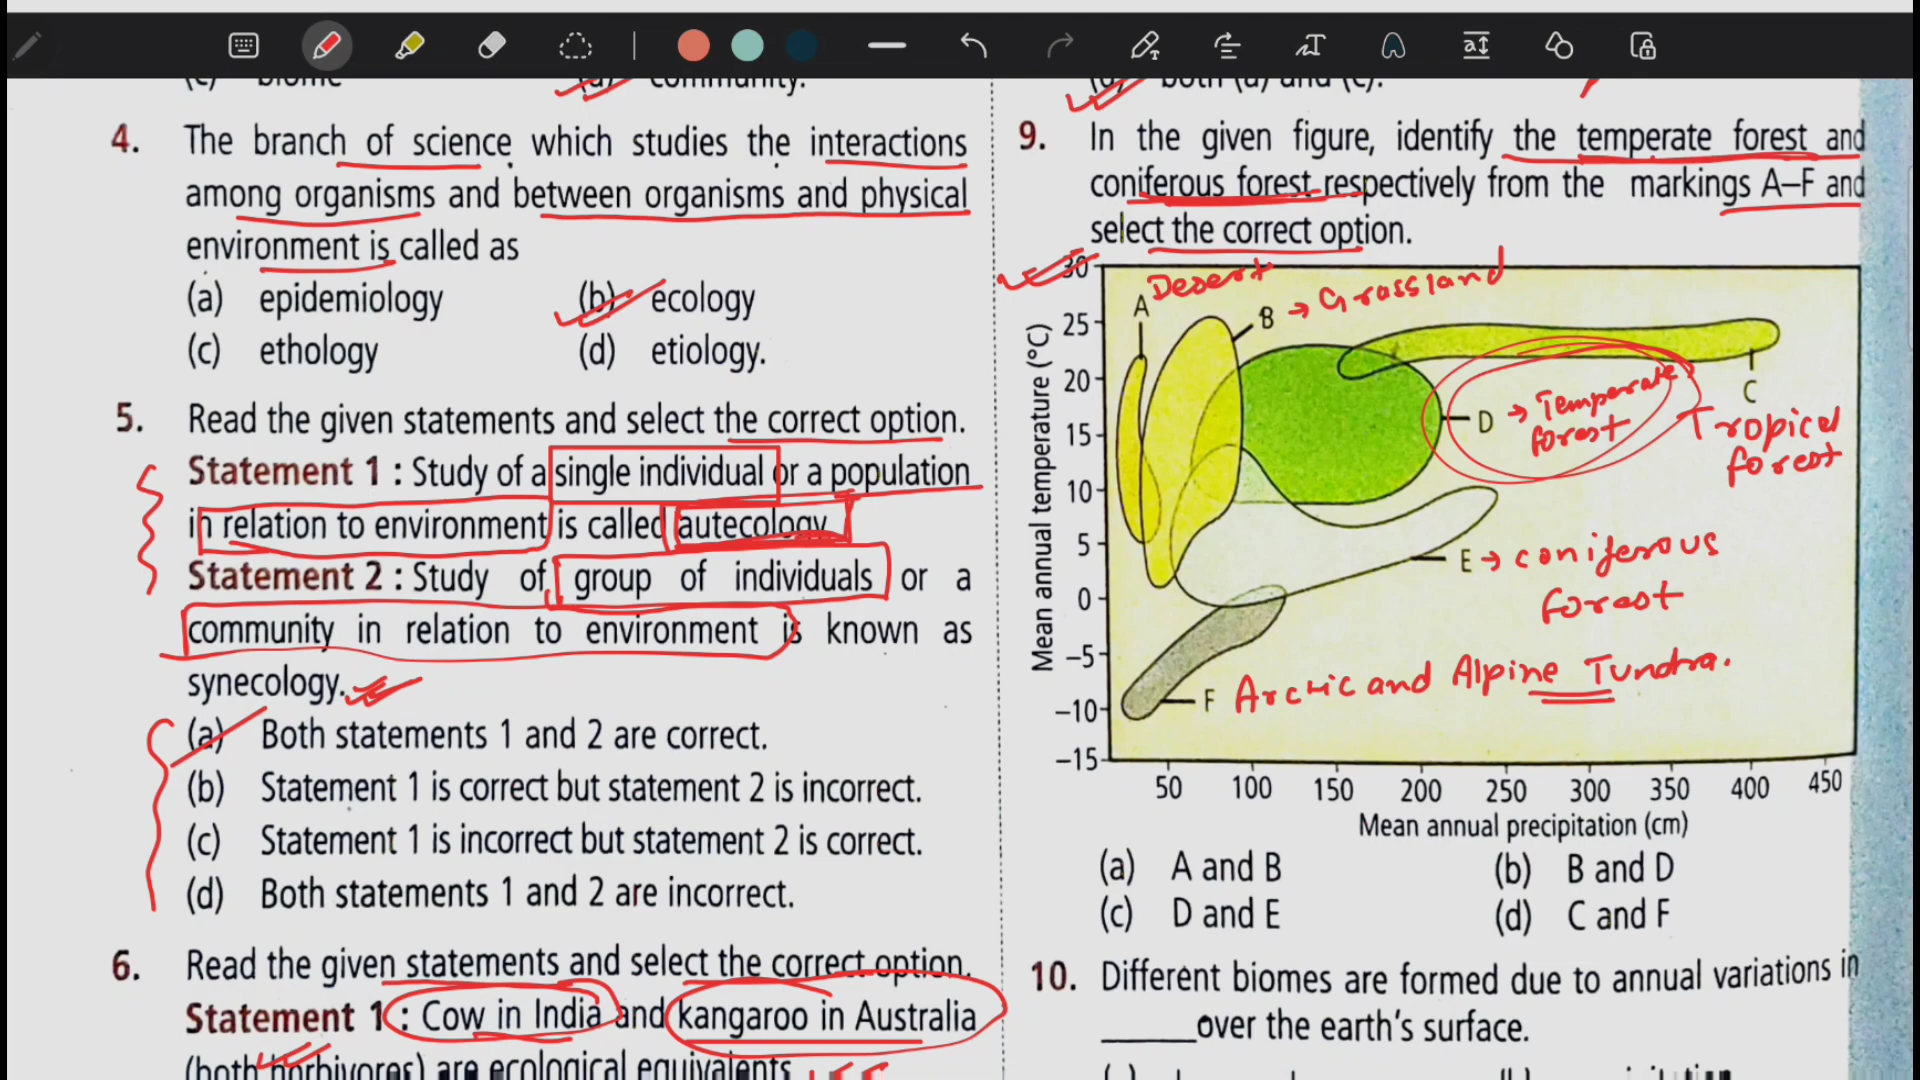 (c) biome (d) community.
4. The branch of science which studies the interactions
among organisms and between organisms and physical
environment is called as
(a) epidemiology (b) ecology
(c) ethology (d) etiology.
5. Read the given statements and select the correct option.
Statement 1 : Study of a single individual or a population
in relation to environment is called autecology.
Statement 2 : Study of group of individuals or a
community in relation to environment is known as
synecology.
(a) Both statements 1 and 2 are correct.
(b) Statement 1 is correct but statement 2 is incorrect.
(c) Statement 1 is incorrect but statement 2 is correct.
(d) Both statements 1 and 2 are incorrect.
6. Read the given statements and select the correct option.
Statement 1 : Cow in India and kangaroo in Australia
(both herbivores) are ecological equivalents
both (a) and (c).
9. In the given figure, identify the temperate forest and
coniferous forest respectively from the markings A–F and
select the correct option.
30
25
20
15
10
5
0
−5
−10
−15
Mean annual temperature (°C)
A Desert
B → Grassland
C
Tropical
forest
D → Temperate
forest
E → coniferous
forest
F Arctic and Alpine Tundra.
50 100 150 200 250 300 350 400 450
Mean annual precipitation (cm)
(a) A and B (b) B and D
(c) D and E (d) C and F
10. Different biomes are formed due to annual variations in
______over the earth's surface.